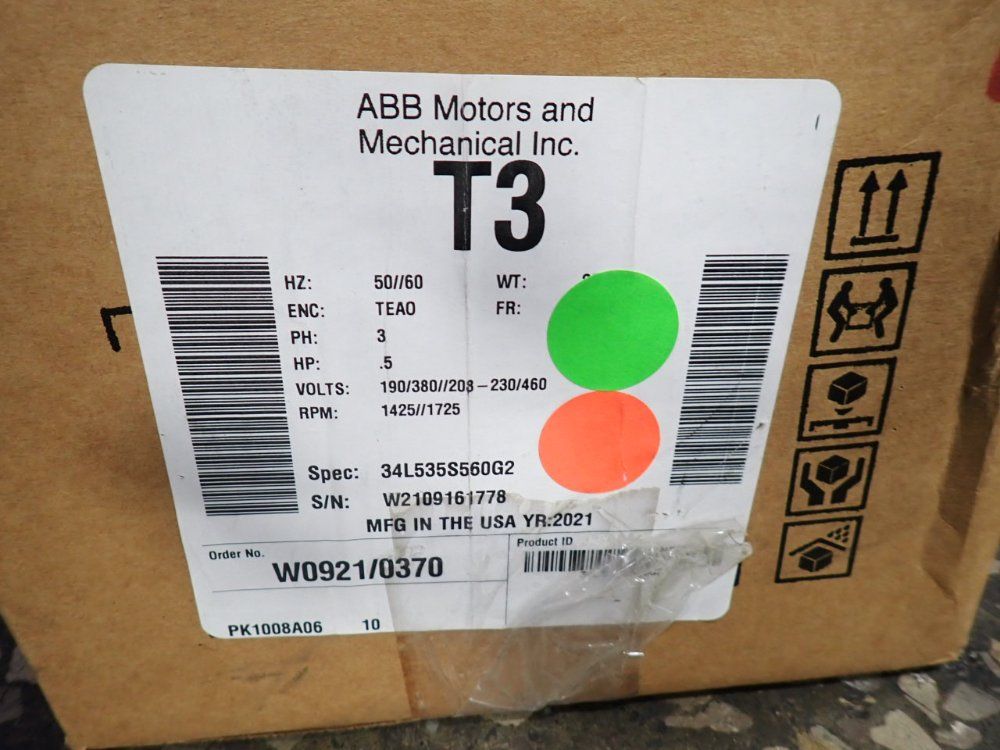 ABB Motors and
Mechanical Inc.
T3
HZ: 50//60 WT:
ENC: TEAO FR:
PH: 3
HP: .5
VOLTS: 190/380//208-230/460
RPM: 1425//1725
Spec: 34L535S560G2
S/N: W2109161778
MFG IN THE USA YR:2021
Order No. Product ID
W0921/0370
PK1008A06 10